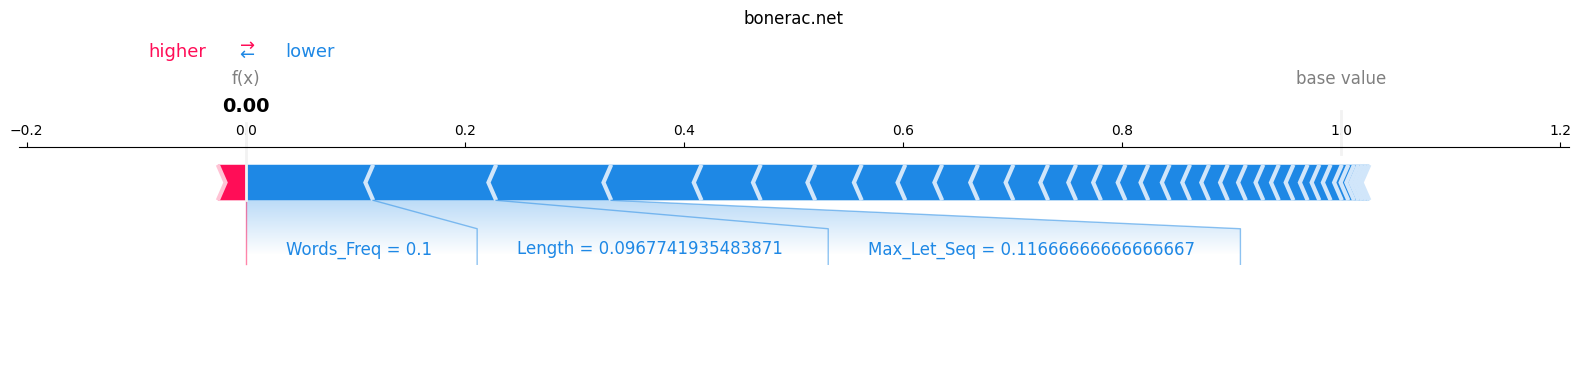 bonerac.net
higher ⇄ lower
f(x) base value
0.00
−0.2 0.0 0.2 0.4 0.6 0.8 1.0 1.2
Words_Freq = 0.1 Length = 0.0967741935483871 Max_Let_Seq = 0.11666666666666667